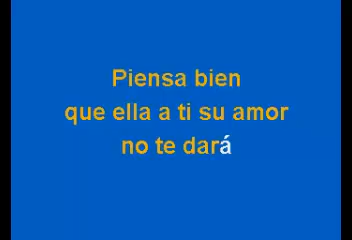 Piensa bien
que ella a ti su amor
no te dará